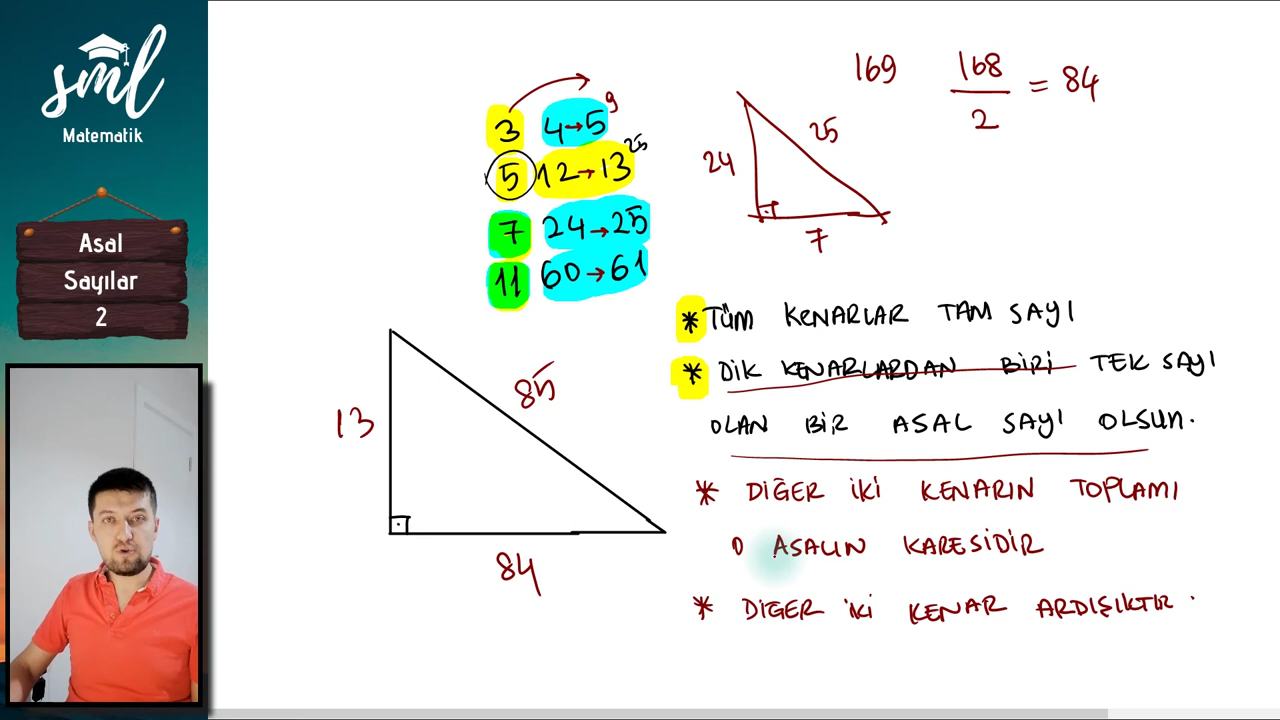 sml
Matematik
Asal
Sayılar
2
3 4→5 9
5 12→13 25
7 24→25
11 60→61
24
25
7
169 168/2 = 84
13
85
84
* TÜM KENARLAR TAM SAYI
* DİK KENARLARDAN BİRİ TEK SAYI
OLAN BİR ASAL SAYI OLSUN.
* DİĞER İKİ KENARIN TOPLAMI
O ASALIN KARESİDİR
* DİĞER İKİ KENAR ARDIŞIKTIR.